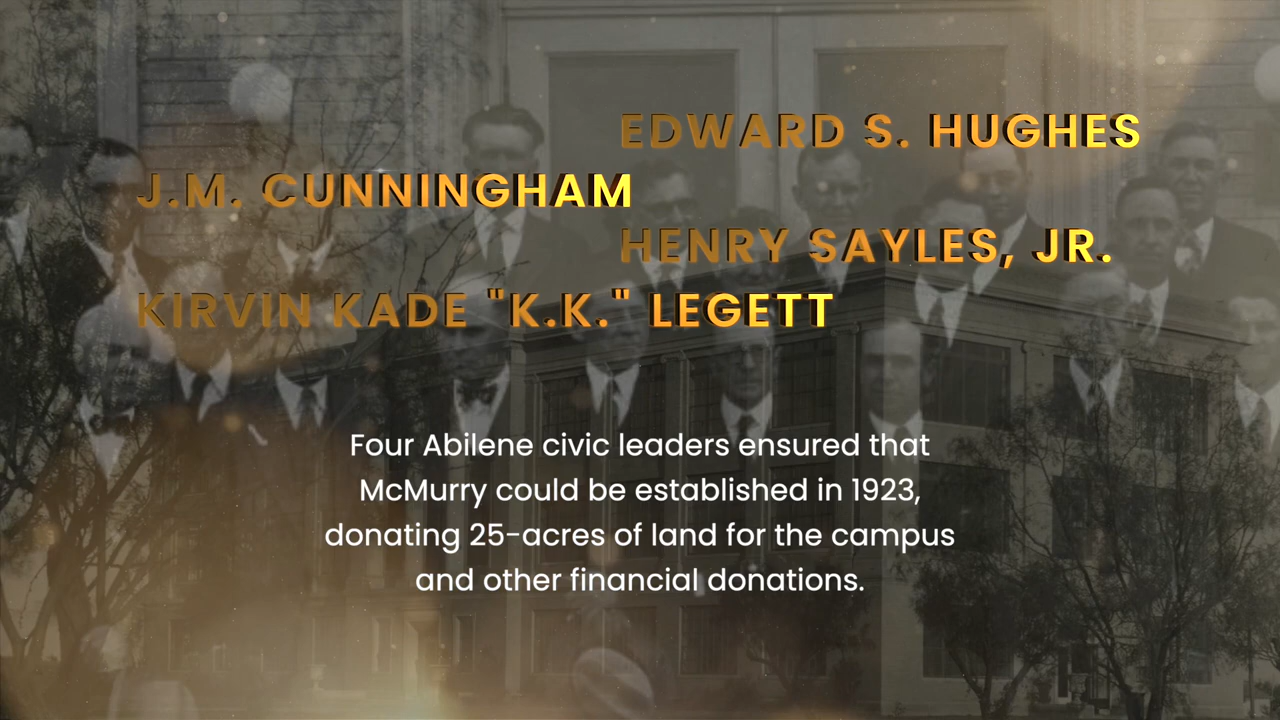 EDWARD S. HUGHES
J.M. CUNNINGHAM
HENRY SAYLES, JR.
KIRVIN KADE "K.K." LEGETT
Four Abilene civic leaders ensured that
McMurry could be established in 1923,
donating 25-acres of land for the campus
and other financial donations.